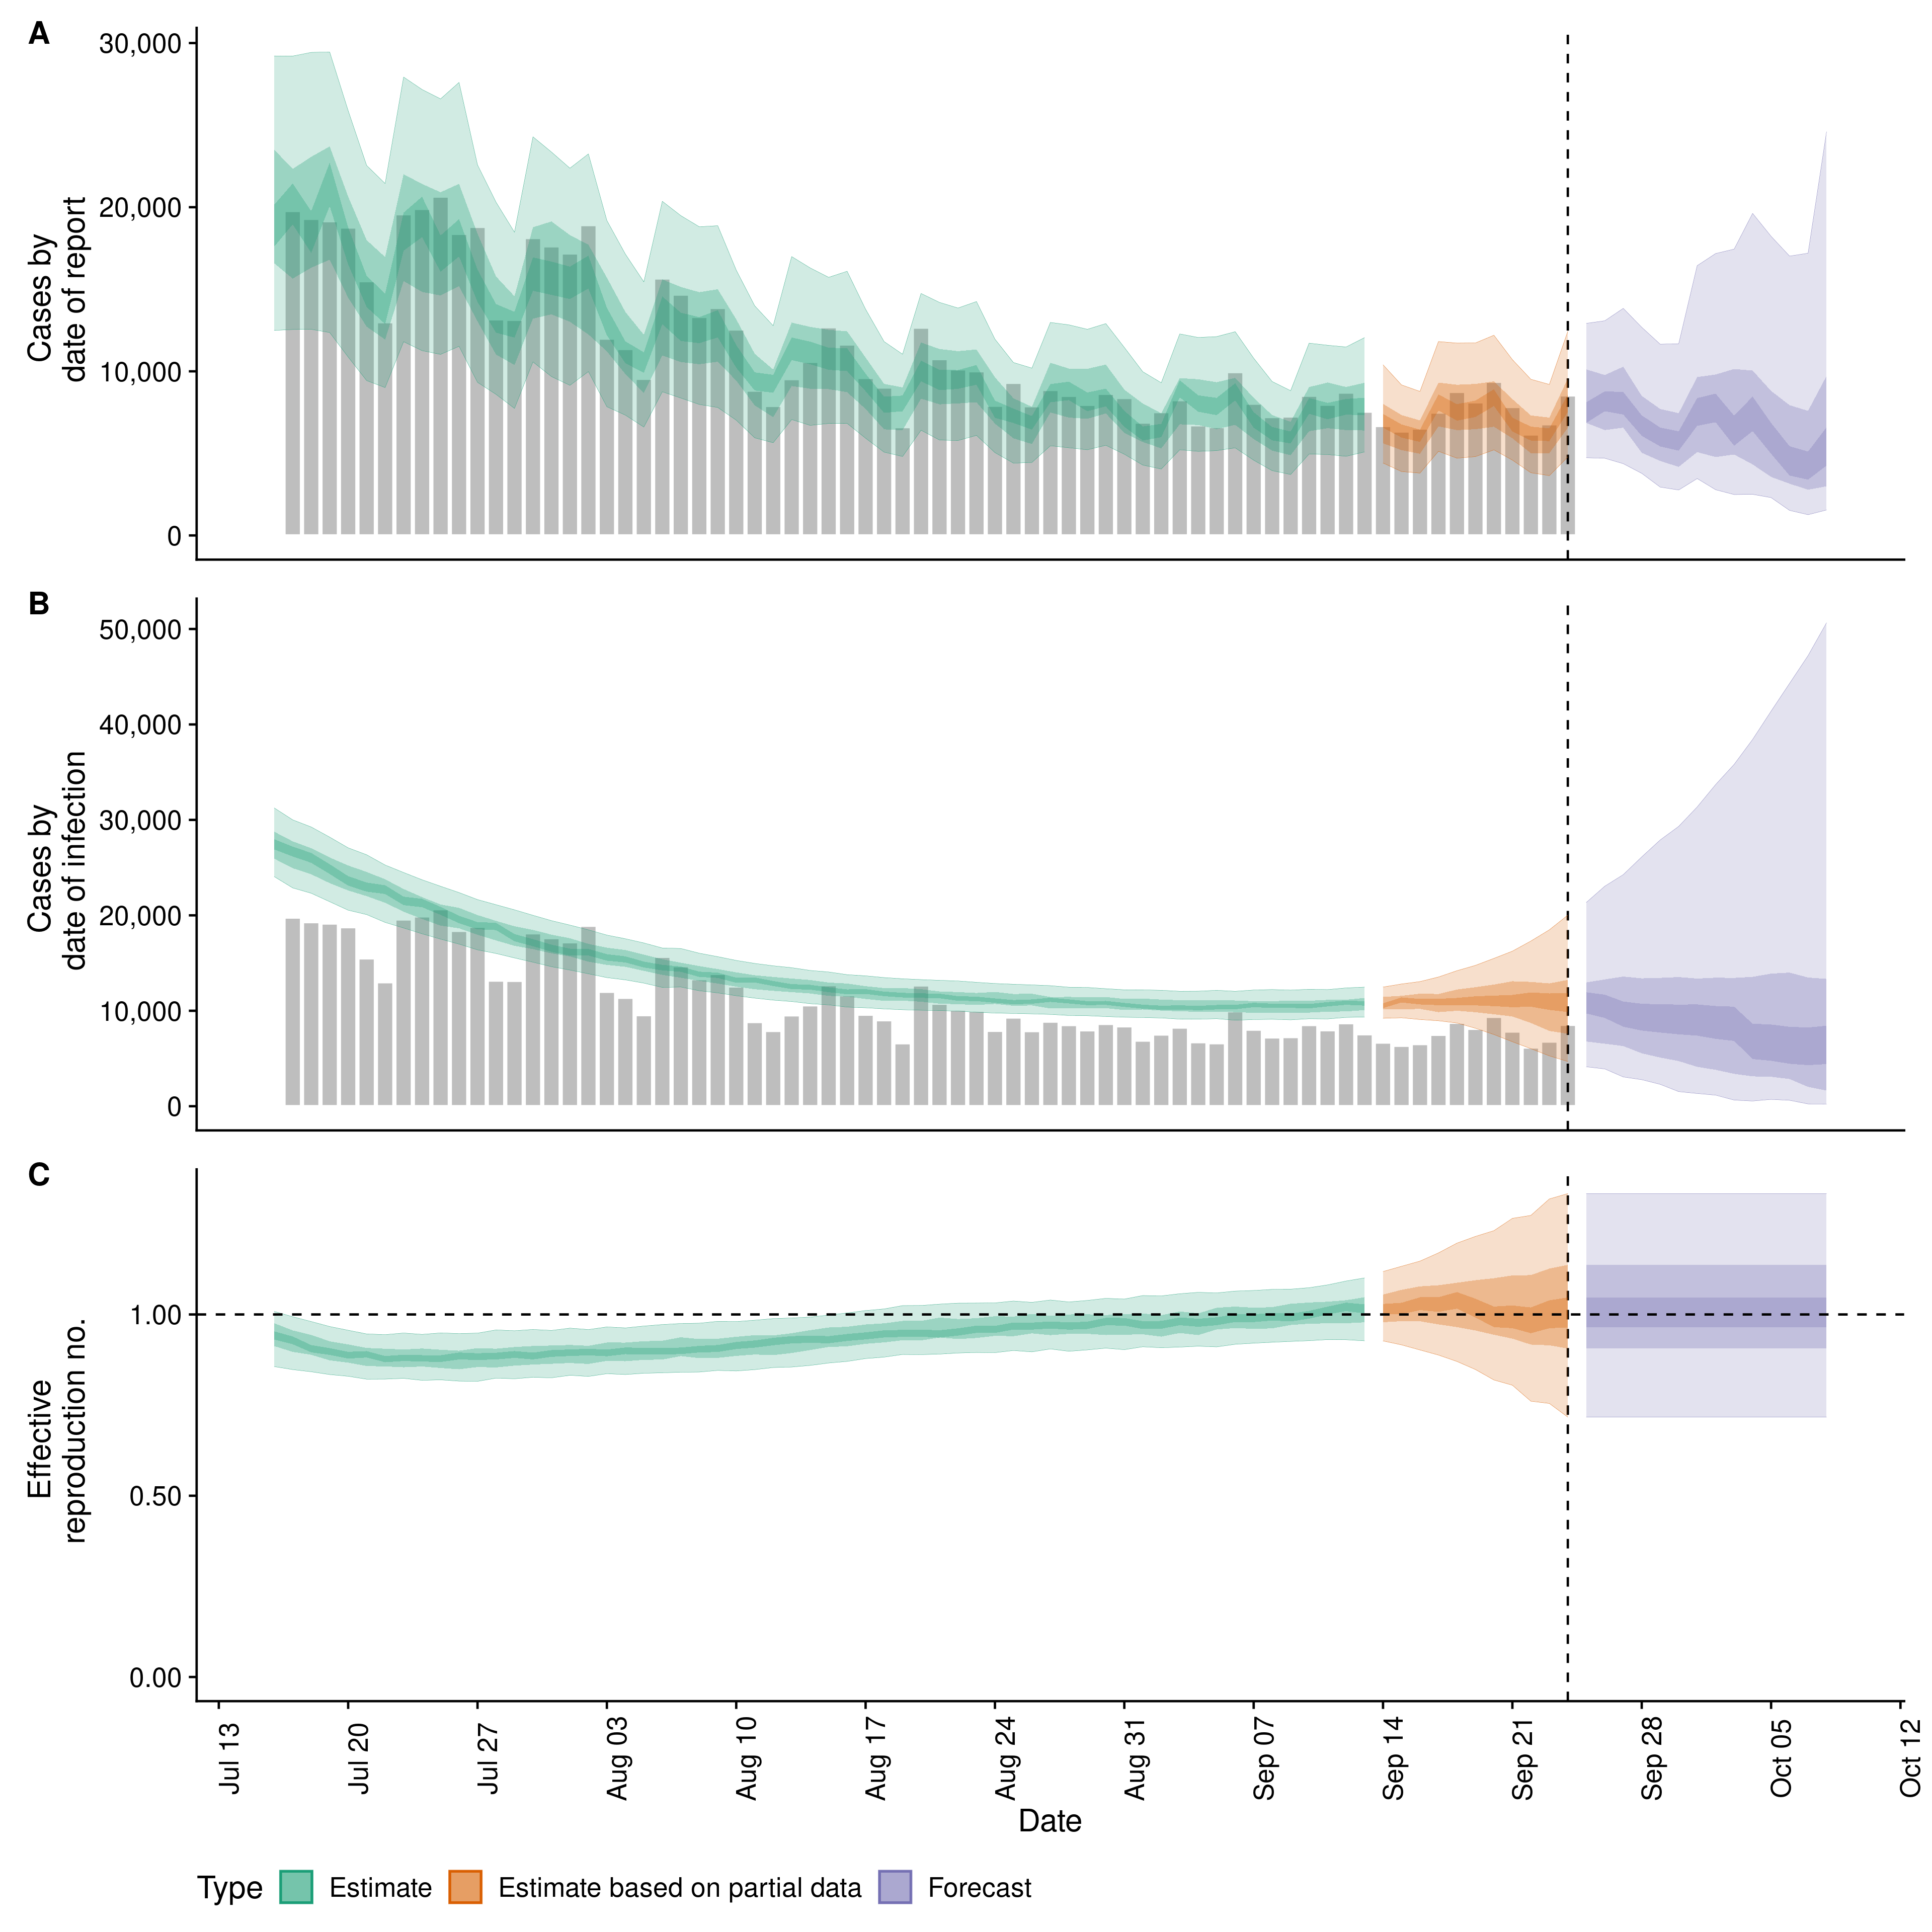 A
30,000
20,000
10,000
0
Cases by
date of report
B
50,000
40,000
30,000
20,000
10,000
0
Cases by
date of infection
C
1.00
0.50
0.00
Effective
reproduction no.
Jul 13
Jul 20
Jul 27
Aug 03
Aug 10
Aug 17
Aug 24
Aug 31
Sep 07
Sep 14
Sep 21
Sep 28
Oct 05
Oct 12
Date
Type Estimate Estimate based on partial data Forecast